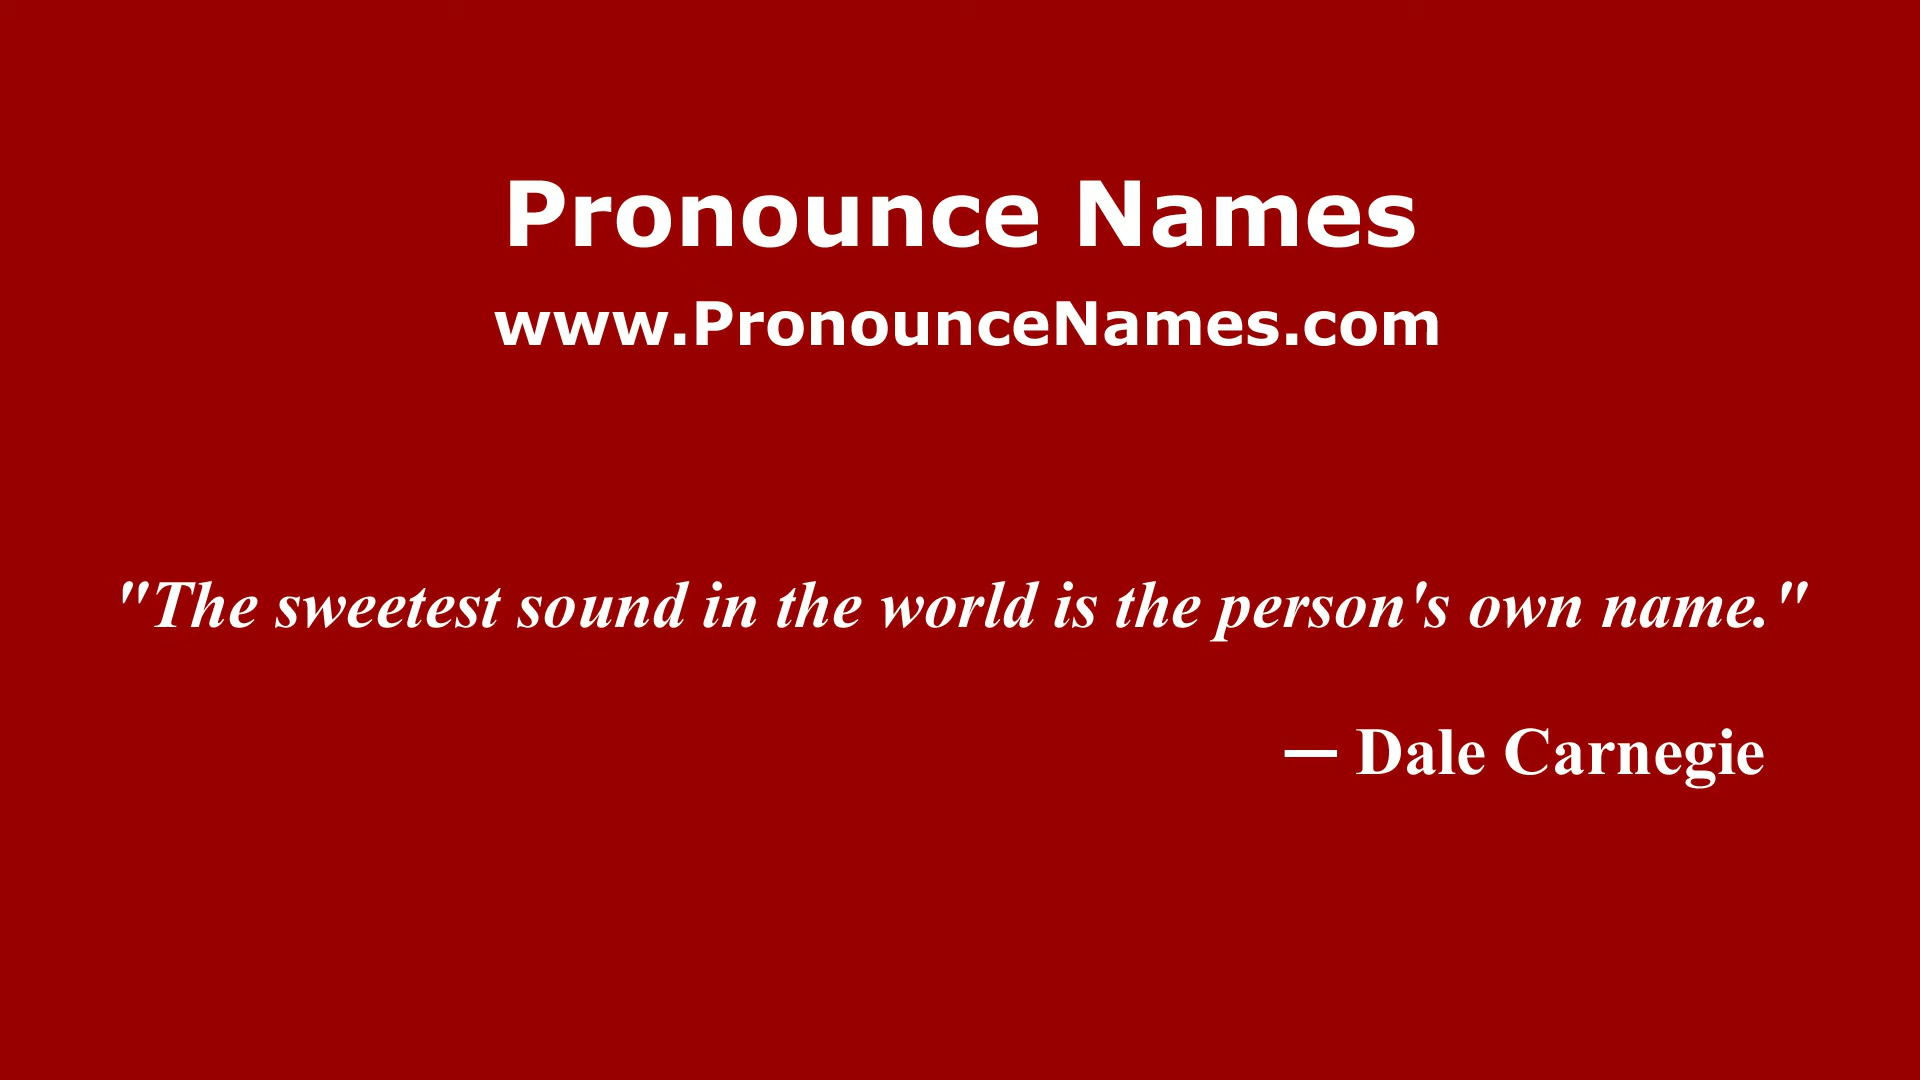 Pronounce Names
www.PronounceNames.com
"The sweetest sound in the world is the person's own name."
— Dale Carnegie